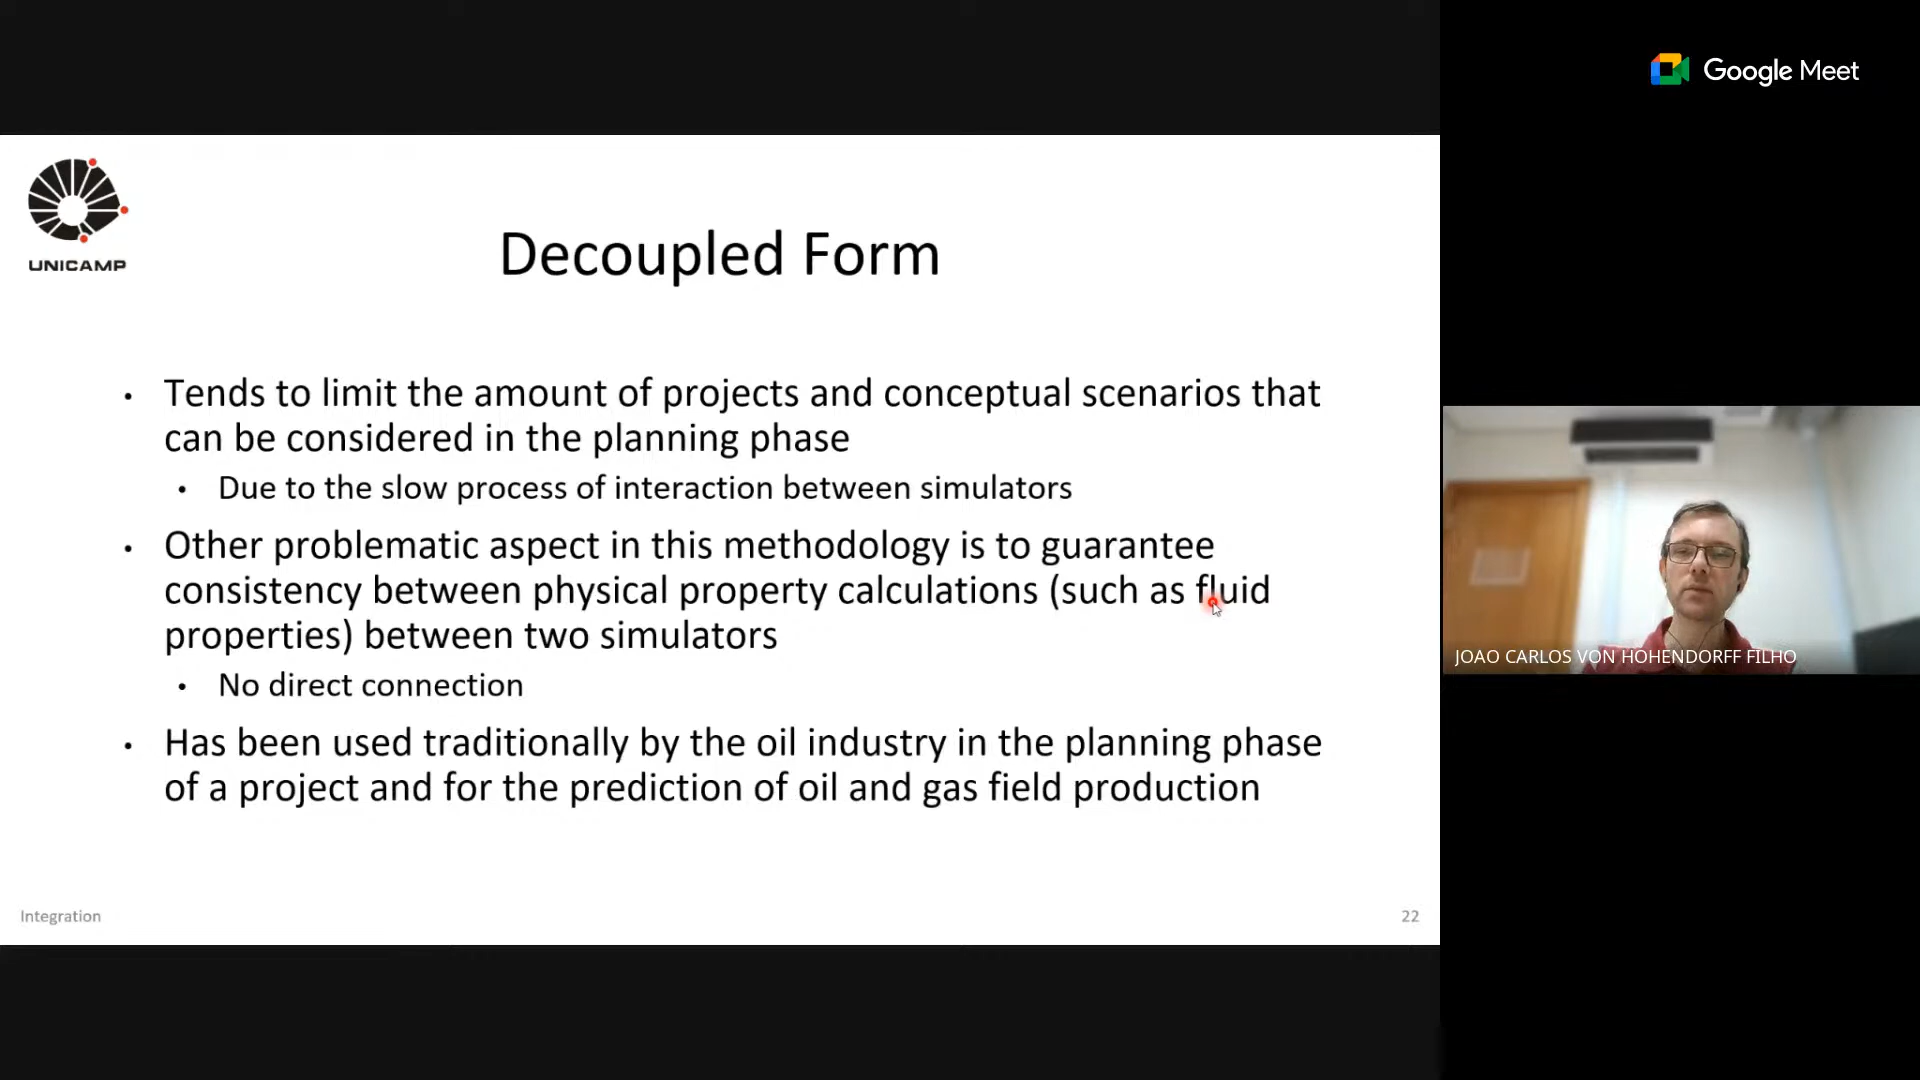 Google Meet
UNICAMP
Decoupled Form
• Tends to limit the amount of projects and conceptual scenarios that
can be considered in the planning phase
• Due to the slow process of interaction between simulators
• Other problematic aspect in this methodology is to guarantee
consistency between physical property calculations (such as fluid
properties) between two simulators
• No direct connection
• Has been used traditionally by the oil industry in the planning phase
of a project and for the prediction of oil and gas field production
Integration
22
JOAO CARLOS VON HOHENDORFF FILHO